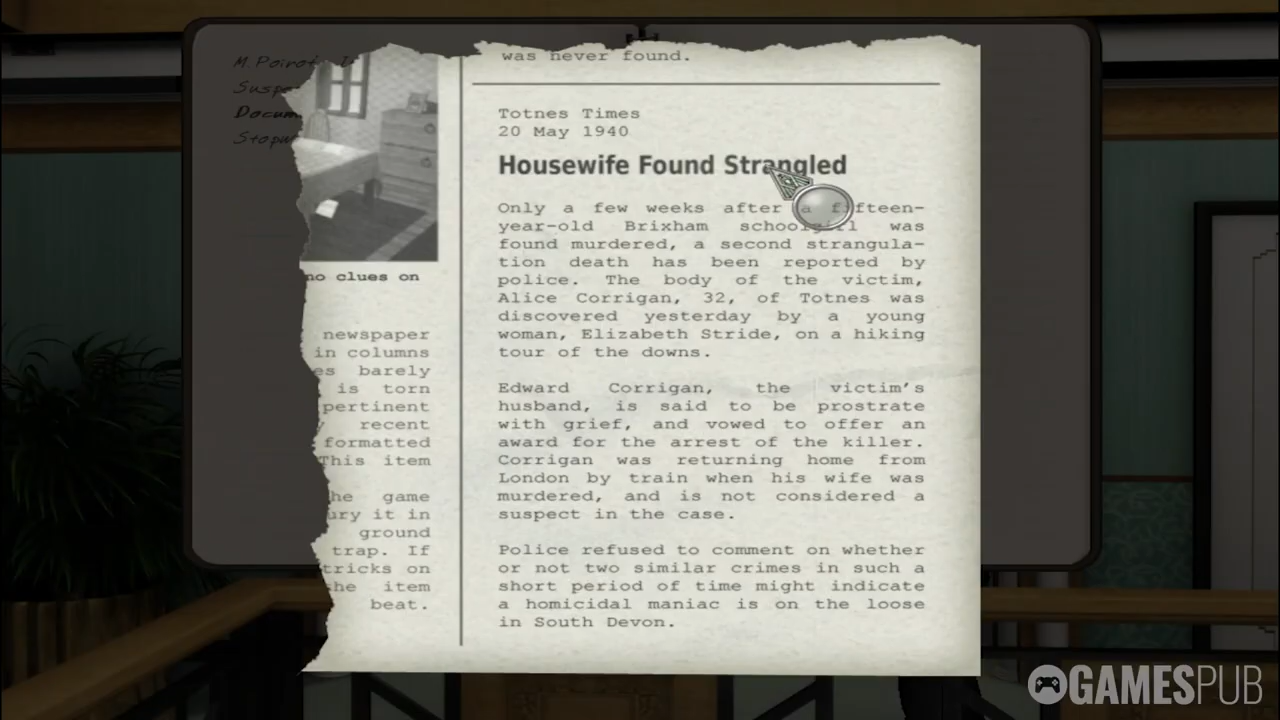 M. Poirot
Docum
was never found.
Totnes Times
20 May 1940
Housewife Found Strangled
Only a few weeks after a fifteen-
year-old Brixham schoolgirl was
found murdered, a second strangula-
tion death has been reported by
police. The body of the victim,
Alice Corrigan, 32, of Totnes was
discovered yesterday by a young
woman, Elizabeth Stride, on a hiking
tour of the downs.
Edward Corrigan, the victim's
husband, is said to be prostrate
with grief, and vowed to offer an
award for the arrest of the killer.
Corrigan was returning home from
London by train when his wife was
murdered, and is not considered a
suspect in the case.
Police refused to comment on whether
or not two similar crimes in such a
short period of time might indicate
a homicidal maniac is on the loose
in South Devon.
no clues on
newspaper
in columns
es barely
is torn
pertinent
recent
formatted
This item
he game
ury it in
ground
trap. If
tricks on
he item
beat.
GAMESPUB